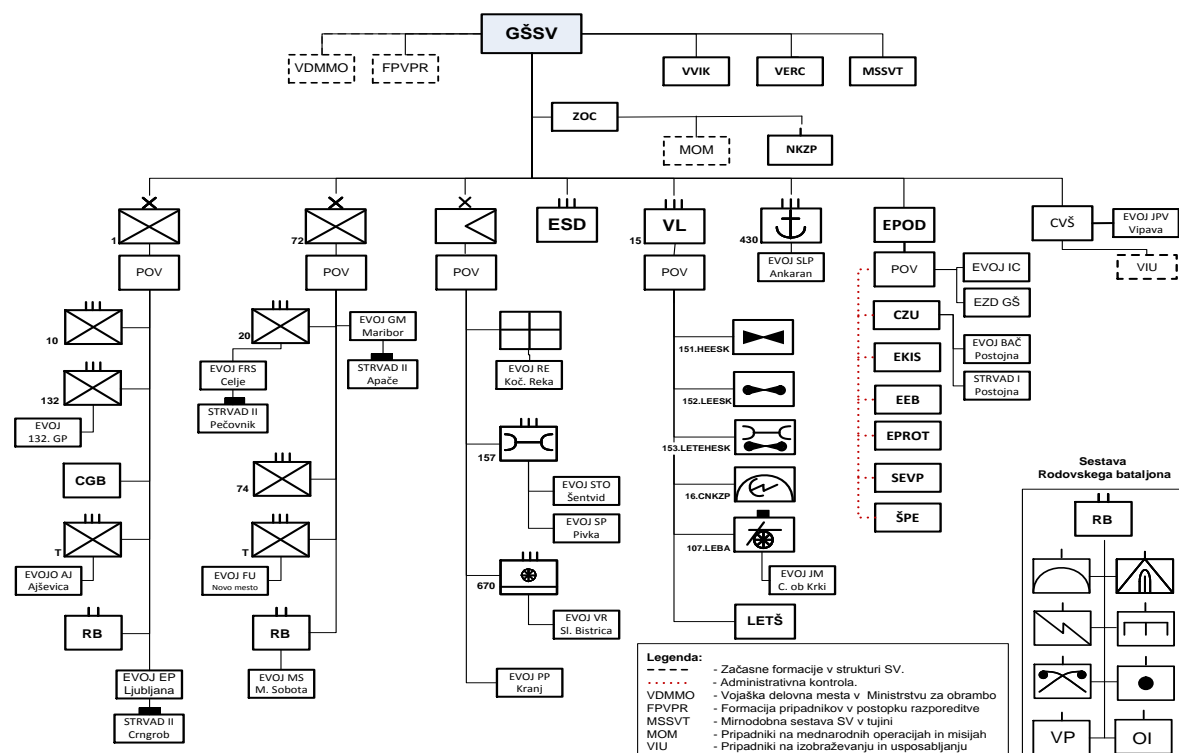 GŠSV
VDMMO
FPVPR
VVIK
VERC
MSSVT
ZOC
MOM
NKZP
1
POV
10
132
EVOJ
132. GP
CGB
T
EVOJO AJ
Ajševica
RB
EVOJ EP
Ljubljana
STRVAD II
Crngrob
72
POV
20
EVOJ GM
Maribor
STRVAD II
Apače
EVOJ FRS
Celje
STRVAD II
Pečovnik
74
T
EVOJ FU
Novo mesto
RB
EVOJ MS
M. Sobota
POV
EVOJ RE
Koč. Reka
157
EVOJ STO
Šentvid
EVOJ SP
Pivka
670
EVOJ VR
Sl. Bistrica
EVOJ PP
Kranj
ESD
VL
15
POV
151.HEESK
152.LEESK
153.LETEHESK
16.CNKZP
107.LEBA
EVOJ JM
C. ob Krki
LETŠ
430
EVOJ SLP
Ankaran
EPOD
POV
EVOJ IC
EZD GŠ
CZU
EVOJ BAČ
Postojna
STRVAD I
Postojna
EKIS
EEB
EPROT
SEVP
ŠPE
CVŠ
EVOJ JPV
Vipava
VIU
Sestava
Rodovskega bataljona
RB
VP
OI
Legenda:
- Začasne formacije v strukturi SV.
- Administrativna kontrola.
VDMMO - Vojaška delovna mesta v Ministrstvu za obrambo
FPVPR - Formacija pripadnikov v postopku razporeditve
MSSVT - Mirnodobna sestava SV v tujini
MOM - Pripadniki na mednarodnih operacijah in misijah
VIU - Pripadniki na izobraževanju in usposabljanju